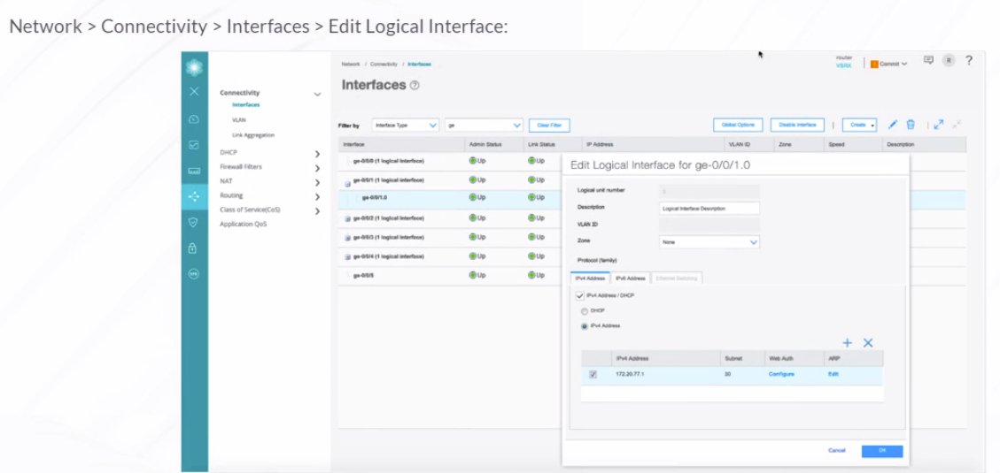 Network > Connectivity > Interfaces > Edit Logical Interface:
Network / Connectivity / Interfaces
router
VSRX
Commit
R
?
Interfaces
Connectivity
Interfaces
VLAN
Link Aggregation
DHCP
Firewall Filters
NAT
Routing
Class of Service(CoS)
Application QoS
VPN
Filter by Interface Type ge Clear Filter Global Options Disable Interface Create
Interface Admin Status Link Status IP Address VLAN ID Zone Speed Description
ge-0/0/0 (1 logical interface) Up Up
ge-0/0/1 (1 logical interface) Up Up
ge-0/0/1.0 Up Up
ge-0/0/2 (1 logical interface) Up Up
ge-0/0/3 (1 logical interface) Up Up
ge-0/0/4 (1 logical interface) Up Up
ge-0/0/5 Up Up
Edit Logical Interface for ge-0/0/1.0
Logical unit number 0
Description Logical Interface Description
VLAN ID
Zone None
Protocol (family)
IPv4 Address IPv6 Address Ethernet Switching
IPv4 Address / DHCP
DHCP
IPv4 Address
IPv4 Address Subnet Web Auth ARP
172.20.77.1 30 Configure Edit
Cancel OK